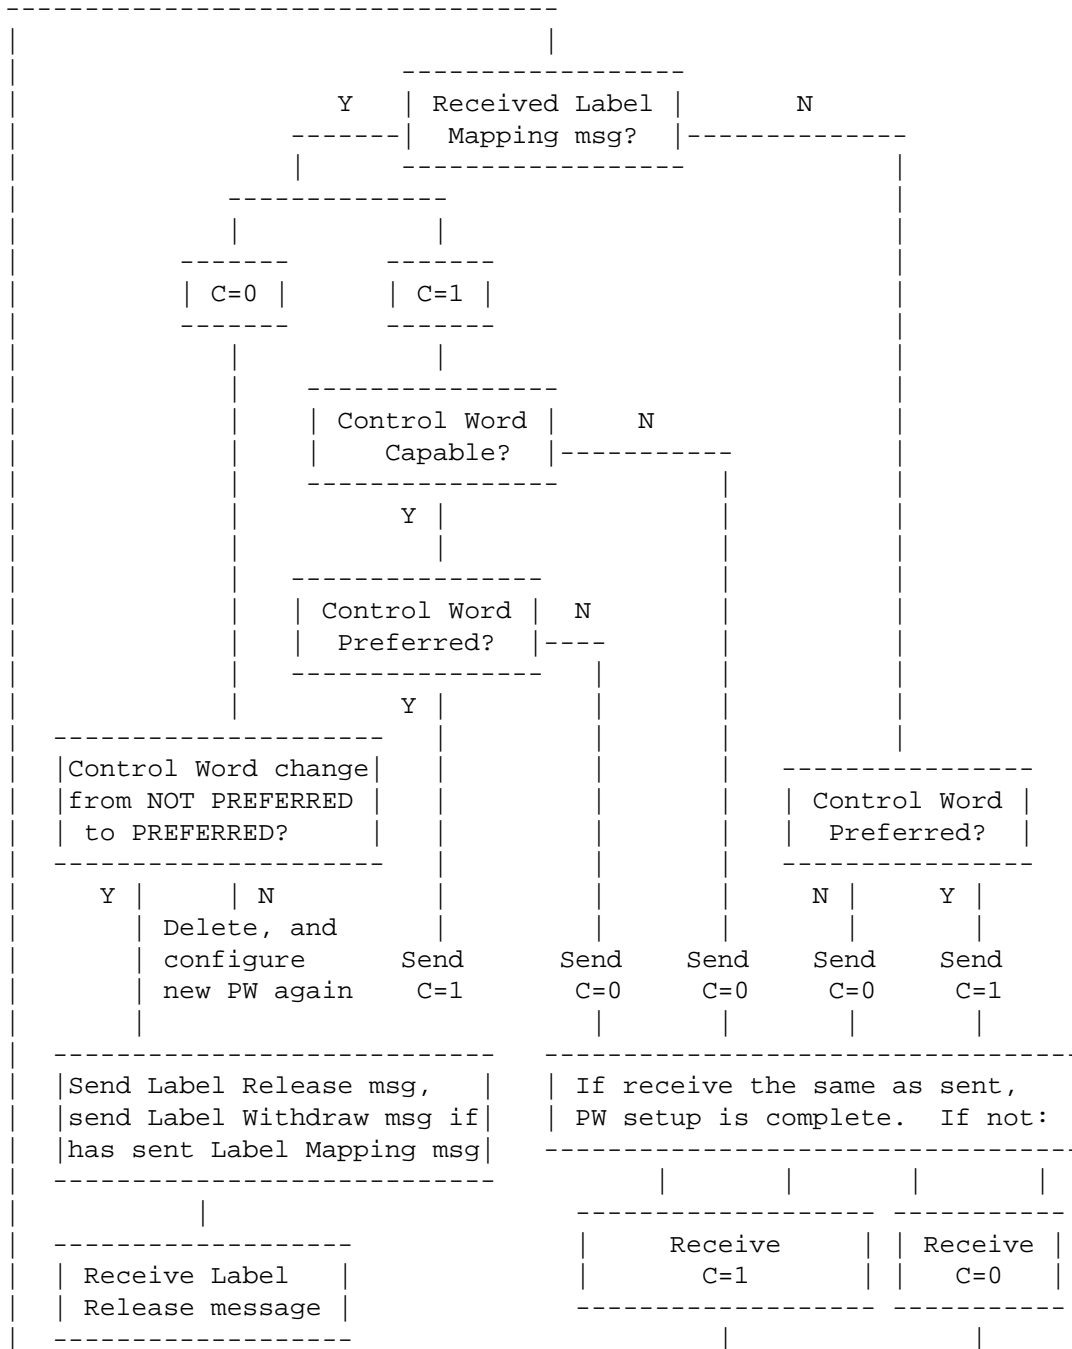 Y
Received Label
Mapping msg?
N
C=0
C=1
Control Word
Capable?
N
Y
Control Word
Preferred?
N
Y
Control Word change
from NOT PREFERRED
to PREFERRED?
Control Word
Preferred?
Y
N
N
Y
Delete, and
configure
new PW again
Send
C=1
Send
C=0
Send
C=0
Send
C=0
Send
C=1
Send Label Release msg,
send Label Withdraw msg if
has sent Label Mapping msg
If receive the same as sent,
PW setup is complete. If not:
Receive Label
Release message
Receive
C=1
Receive
C=0